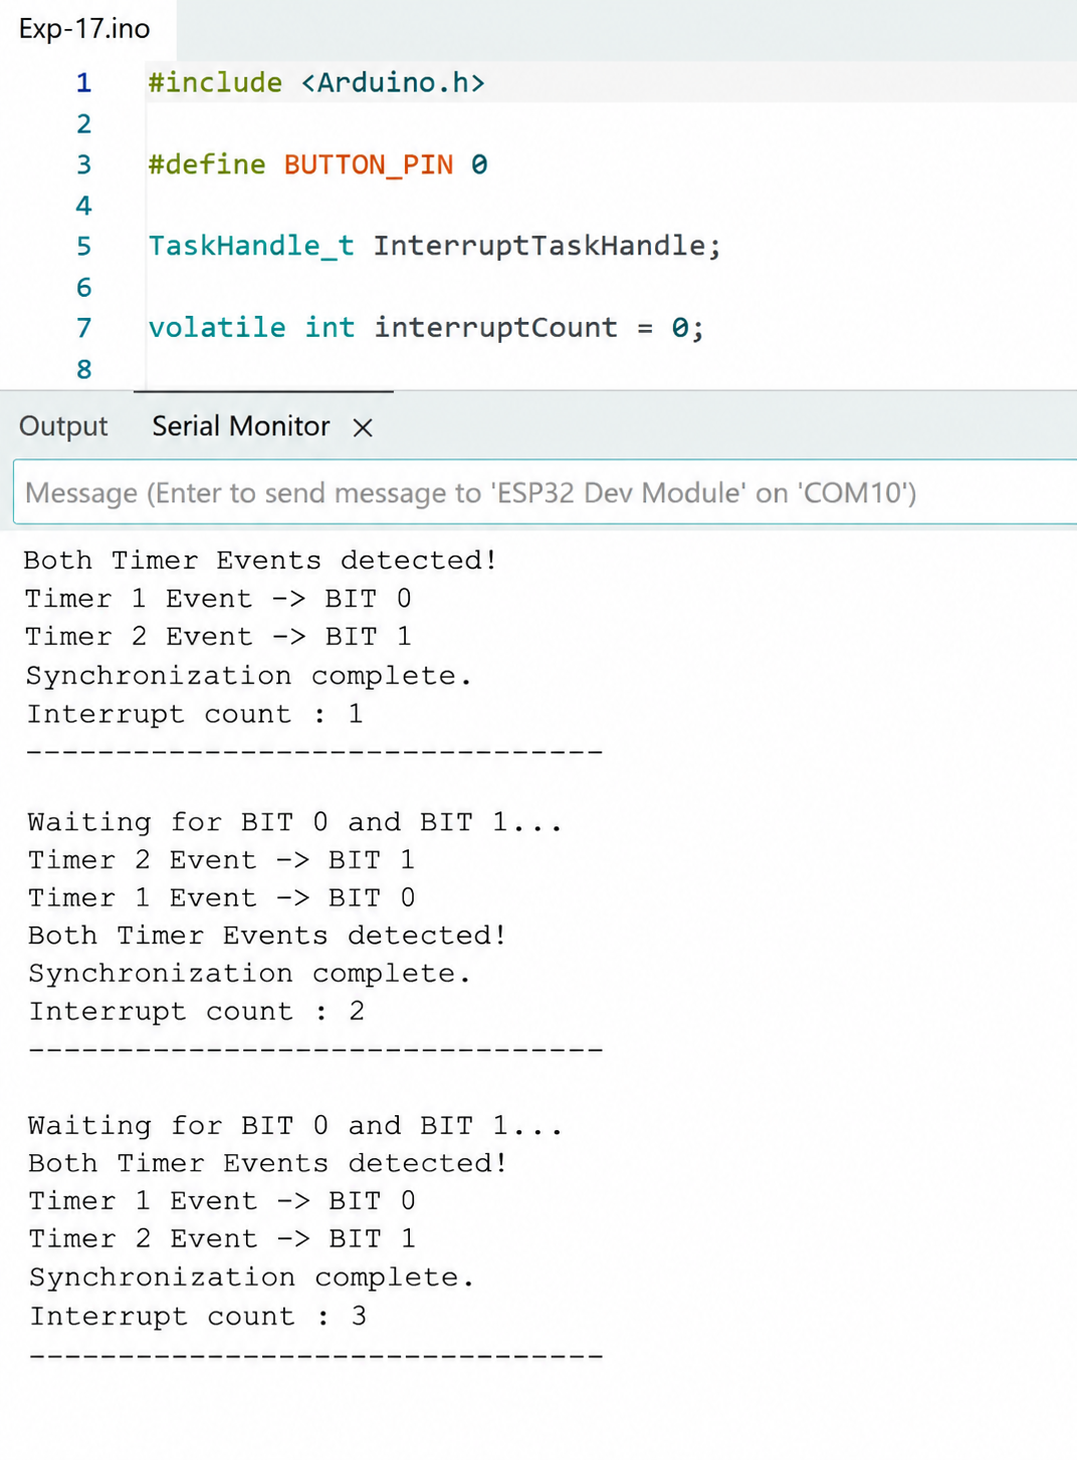 Exp-17.ino
1 #include <Arduino.h>
2
3 #define BUTTON_PIN 0
4
5 TaskHandle_t InterruptTaskHandle;
6
7 volatile int interruptCount = 0;
8
Output Serial Monitor ×
Message (Enter to send message to 'ESP32 Dev Module' on 'COM10')
Both Timer Events detected!
Timer 1 Event -> BIT 0
Timer 2 Event -> BIT 1
Synchronization complete.
Interrupt count : 1
--------------------------------
Waiting for BIT 0 and BIT 1...
Timer 2 Event -> BIT 1
Timer 1 Event -> BIT 0
Both Timer Events detected!
Synchronization complete.
Interrupt count : 2
--------------------------------
Waiting for BIT 0 and BIT 1...
Both Timer Events detected!
Timer 1 Event -> BIT 0
Timer 2 Event -> BIT 1
Synchronization complete.
Interrupt count : 3
--------------------------------